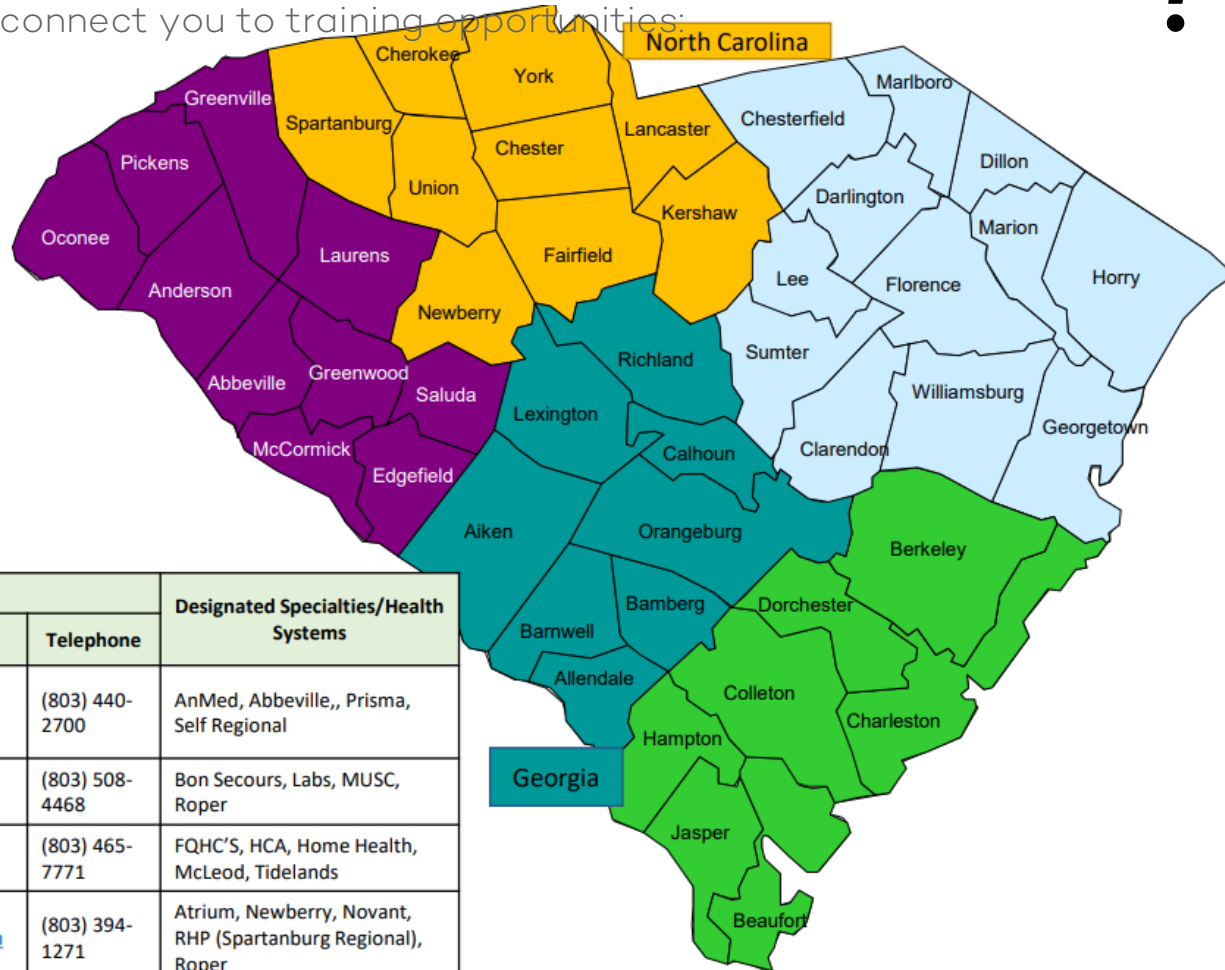 connect you to training opportunities:
North Carolina
Cherokee
York
Marlboro
Greenville
Spartanburg
Lancaster
Chesterfield
Pickens
Chester
Dillon
Union
Darlington
Oconee
Kershaw
Marion
Laurens
Fairfield
Anderson
Lee
Florence
Horry
Newberry
Richland
Sumter
Abbeville
Greenwood
Saluda
Williamsburg
Lexington
Georgetown
McCormick
Calhoun
Clarendon
Edgefield
Aiken
Orangeburg
Berkeley
Bamberg
Dorchester
Barnwell
Allendale
Colleton
Charleston
Hampton
Georgia
Jasper
Beaufort
Designated Specialties/Health
Systems
Telephone
(803) 440-
2700
AnMed, Abbeville,, Prisma,
Self Regional
(803) 508-
4468
Bon Secours, Labs, MUSC,
Roper
(803) 465-
7771
FQHC'S, HCA, Home Health,
McLeod, Tidelands
(803) 394-
1271
Atrium, Newberry, Novant,
RHP (Spartanburg Regional),
Roper